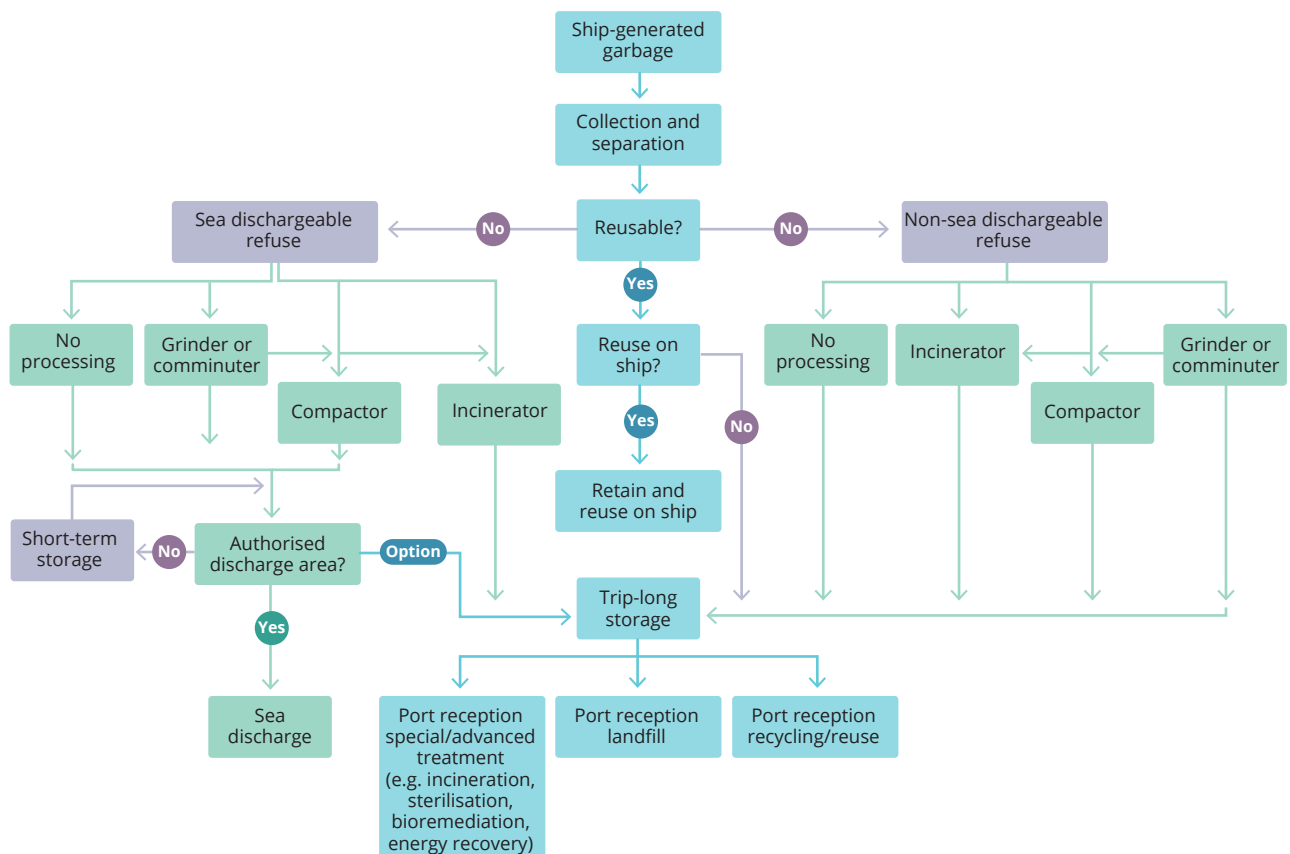 Ship-generated
garbage
Collection and
separation
Sea dischargeable
refuse
No
Reusable?
No
Non-sea dischargeable
refuse
Yes
No
processing
Grinder or
comminuter
Compactor
Incinerator
Reuse on
ship?
No
processing
Incinerator
Compactor
Grinder or
comminuter
Yes
No
Retain and
reuse on ship
Short-term
storage
No
Authorised
discharge area?
Option
Yes
Trip-long
storage
Sea
discharge
Port reception
special/advanced
treatment
(e.g. incineration,
sterilisation,
bioremediation,
energy recovery)
Port reception
landfill
Port reception
recycling/reuse